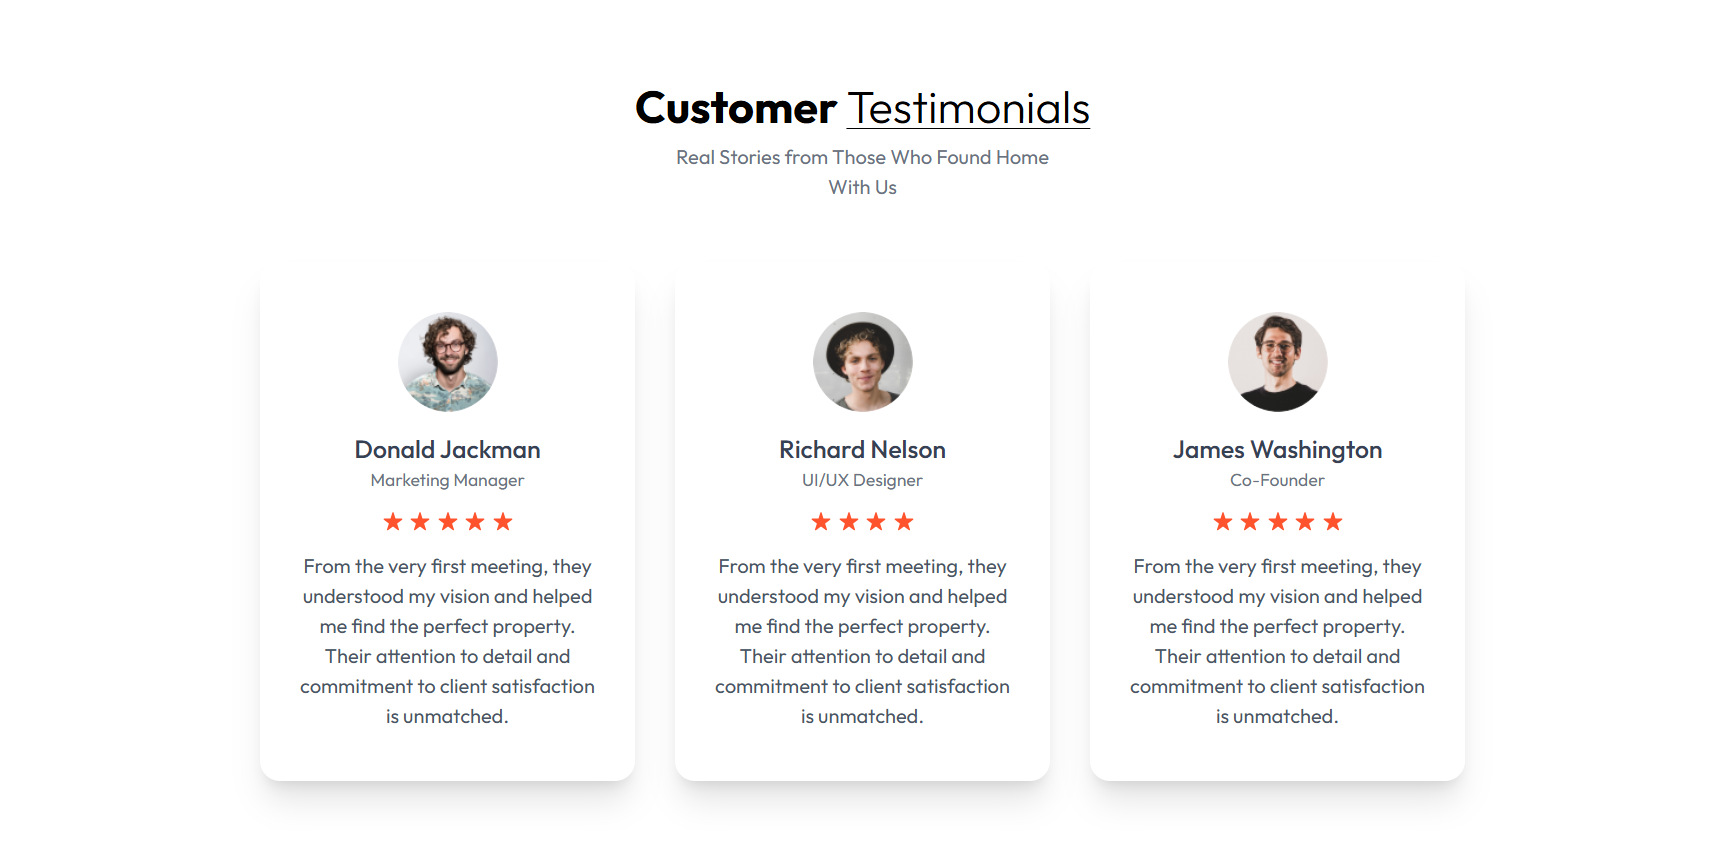 Customer Testimonials
Real Stories from Those Who Found Home
With Us
Donald Jackman
Marketing Manager
From the very first meeting, they
understood my vision and helped
me find the perfect property.
Their attention to detail and
commitment to client satisfaction
is unmatched.
Richard Nelson
UI/UX Designer
From the very first meeting, they
understood my vision and helped
me find the perfect property.
Their attention to detail and
commitment to client satisfaction
is unmatched.
James Washington
Co-Founder
From the very first meeting, they
understood my vision and helped
me find the perfect property.
Their attention to detail and
commitment to client satisfaction
is unmatched.